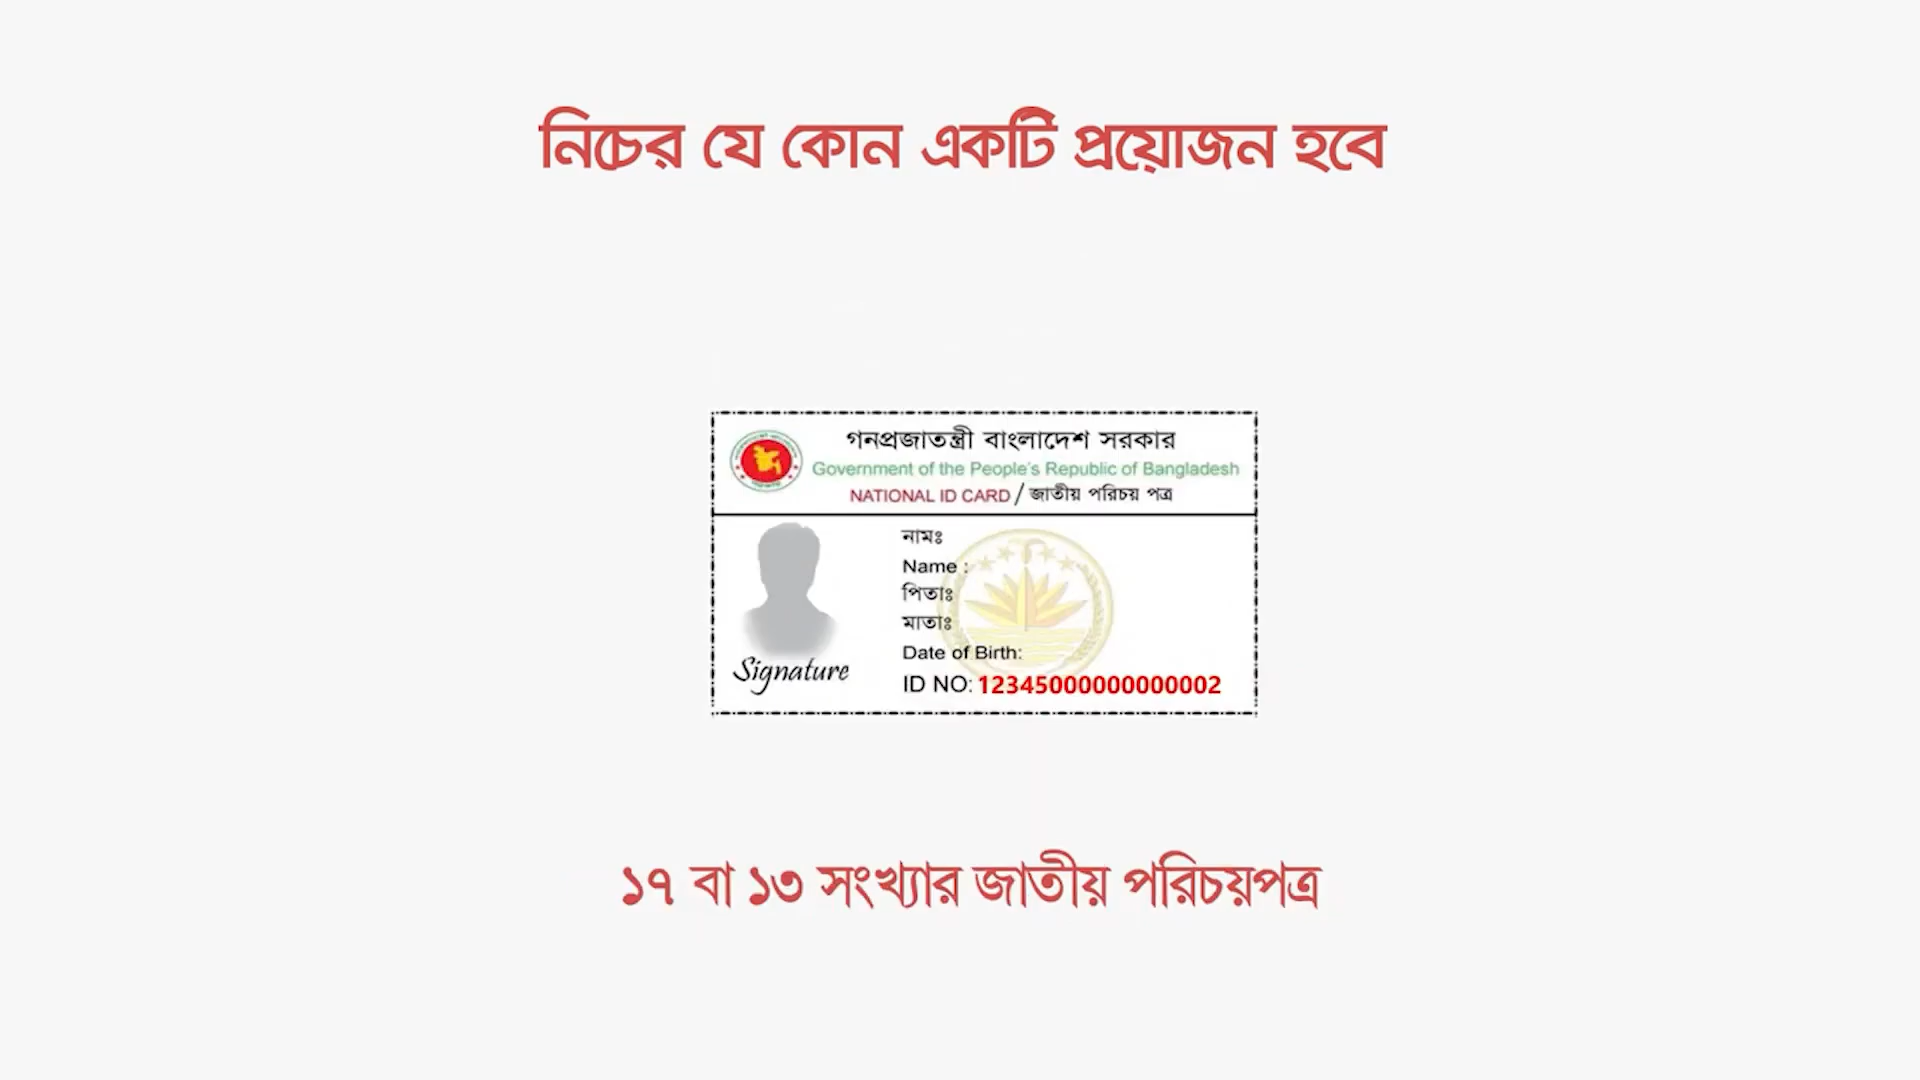 নিচের যে কোন একটি প্রয়োজন হবে
গনপ্রজাতন্ত্রী বাংলাদেশ সরকার
Government of the People's Republic of Bangladesh
NATIONAL ID CARD / জাতীয় পরিচয় পত্র
নামঃ
Name :
পিতাঃ
মাতাঃ
Date of Birth:
Signature
ID NO: 12345000000000002
১৭ বা ১৩ সংখ্যার জাতীয় পরিচয়পত্র